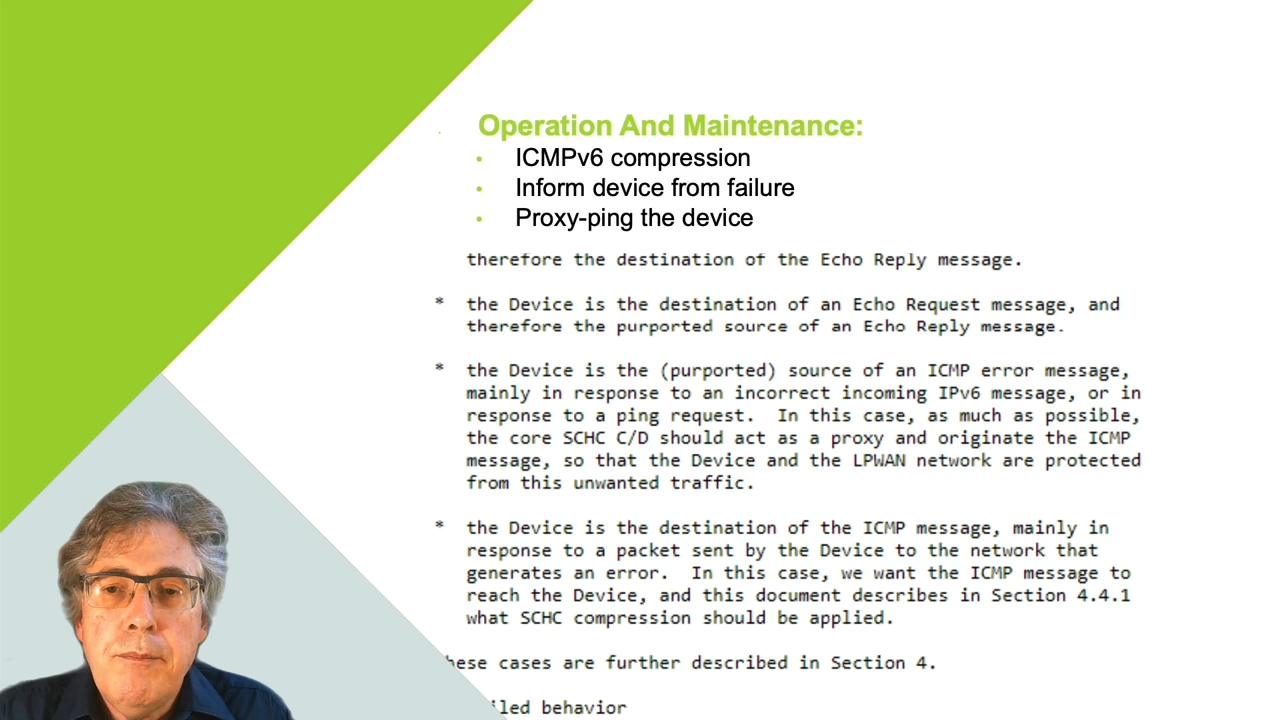 Operation And Maintenance:
• ICMPv6 compression
• Inform device from failure
• Proxy-ping the device
therefore the destination of the Echo Reply message.
* the Device is the destination of an Echo Request message, and
therefore the purported source of an Echo Reply message.
* the Device is the (purported) source of an ICMP error message,
mainly in response to an incorrect incoming IPv6 message, or in
response to a ping request. In this case, as much as possible,
the core SCHC C/D should act as a proxy and originate the ICMP
message, so that the Device and the LPWAN network are protected
from this unwanted traffic.
* the Device is the destination of the ICMP message, mainly in
response to a packet sent by the Device to the network that
generates an error. In this case, we want the ICMP message to
reach the Device, and this document describes in Section 4.4.1
what SCHC compression should be applied.
hese cases are further described in Section 4.
iled behavior